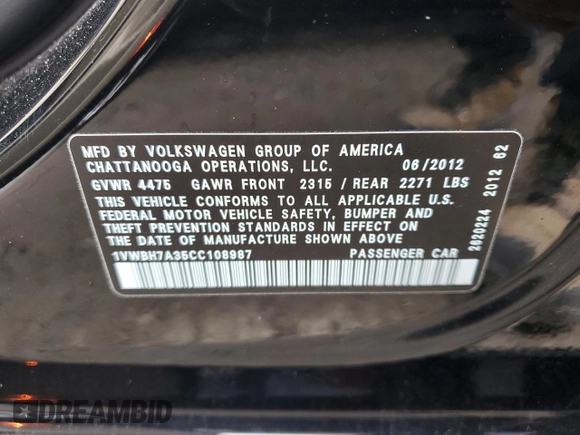 MFD BY VOLKSWAGEN GROUP OF AMERICA
CHATTANOOGA OPERATIONS, LLC. 06/2012
GVWR 4475 GAWR FRONT 2315 / REAR 2271 LBS
THIS VEHICLE CONFORMS TO ALL APPLICABLE U.S.
FEDERAL MOTOR VEHICLE SAFETY, BUMPER AND
THEFT PREVENTION STANDARDS IN EFFECT ON THE
DATE OF MANUFACTURE SHOWN ABOVE.
1VWBH7A35CC108987 PASSENGER CAR
2620224 2012 62
DREAMBID